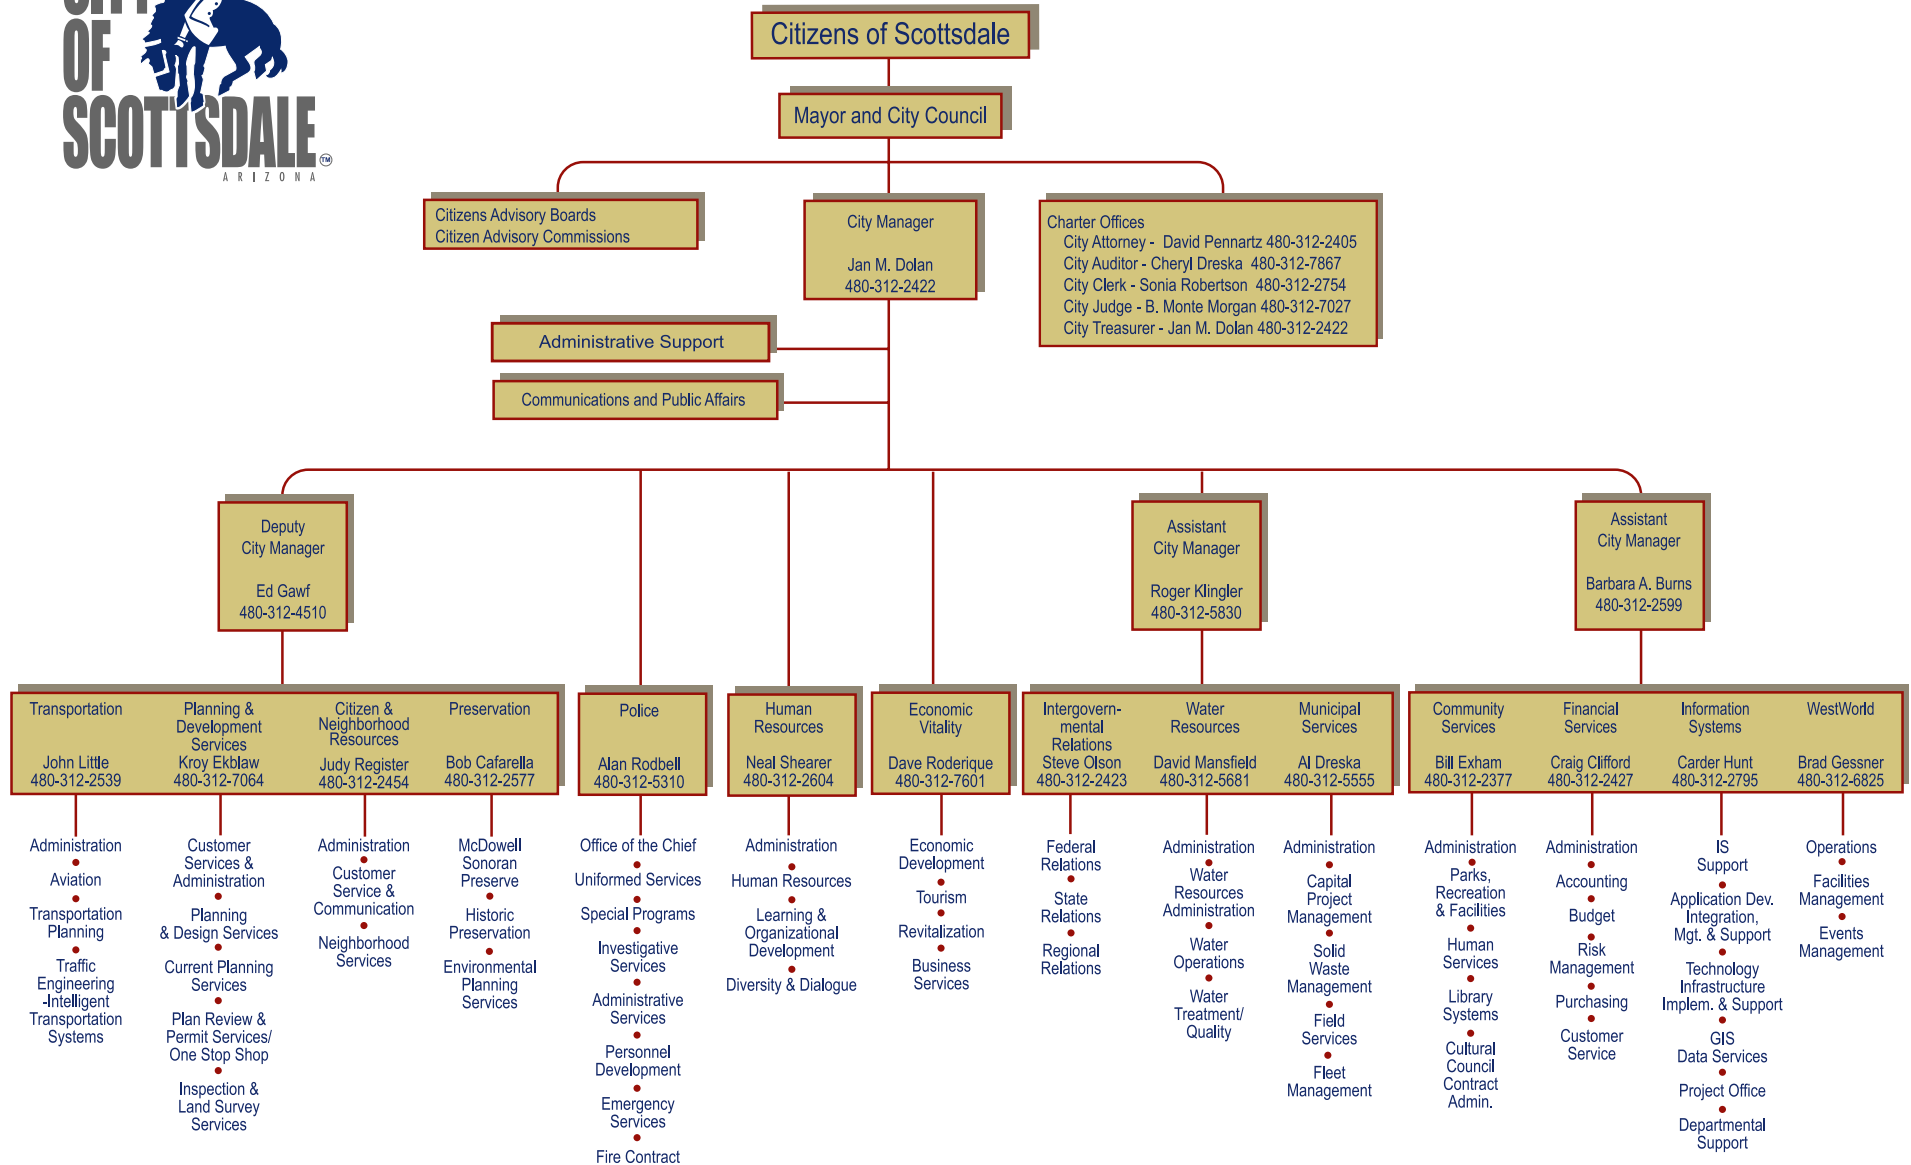 CITY
OF
SCOTTSDALE
TM
ARIZONA
Citizens of Scottsdale
Mayor and City Council
Citizens Advisory Boards
Citizen Advisory Commissions
City Manager
Jan M. Dolan
480-312-2422
Charter Offices
City Attorney - David Pennartz 480-312-2405
City Auditor - Cheryl Dreska 480-312-7867
City Clerk - Sonia Robertson 480-312-2754
City Judge - B. Monte Morgan 480-312-7027
City Treasurer - Jan M. Dolan 480-312-2422
Administrative Support
Communications and Public Affairs
Deputy
City Manager
Ed Gawf
480-312-4510
Assistant
City Manager
Roger Klingler
480-312-5830
Assistant
City Manager
Barbara A. Burns
480-312-2599
Transportation
John Little
480-312-2539
Administration
Aviation
Transportation
Planning
Traffic
Engineering
-Intelligent
Transportation
Systems
Planning &
Development
Services
Kroy Ekblaw
480-312-7064
Customer
Services &
Administration
Planning
& Design Services
Current Planning
Services
Plan Review &
Permit Services/
One Stop Shop
Inspection &
Land Survey
Services
Citizen &
Neighborhood
Resources
Judy Register
480-312-2454
Administration
Customer
Service &
Communication
Neighborhood
Services
Preservation
Bob Cafarella
480-312-2577
McDowell
Sonoran
Preserve
Historic
Preservation
Environmental
Planning
Services
Police
Alan Rodbell
480-312-5310
Office of the Chief
Uniformed Services
Special Programs
Investigative
Services
Administrative
Services
Personnel
Development
Emergency
Services
Fire Contract
Human
Resources
Neal Shearer
480-312-2604
Administration
Human Resources
Learning &
Organizational
Development
Diversity & Dialogue
Economic
Vitality
Dave Roderique
480-312-7601
Economic
Development
Tourism
Revitalization
Business
Services
Intergovern-
mental
Relations
Steve Olson
480-312-2423
Federal
Relations
State
Relations
Regional
Relations
Water
Resources
David Mansfield
480-312-5681
Administration
Water
Resources
Administration
Water
Operations
Water
Treatment/
Quality
Municipal
Services
Al Dreska
480-312-5555
Administration
Capital
Project
Management
Solid
Waste
Management
Field
Services
Fleet
Management
Community
Services
Bill Exham
480-312-2377
Administration
Parks,
Recreation
& Facilities
Human
Services
Library
Systems
Cultural
Council
Contract
Admin.
Financial
Services
Craig Clifford
480-312-2427
Administration
Accounting
Budget
Risk
Management
Purchasing
Customer
Service
Information
Systems
Carder Hunt
480-312-2795
IS
Support
Application Dev.
Integration,
Mgt. & Support
Technology
Infrastructure
Implem. & Support
GIS
Data Services
Project Office
Departmental
Support
WestWorld
Brad Gessner
480-312-6825
Operations
Facilities
Management
Events
Management